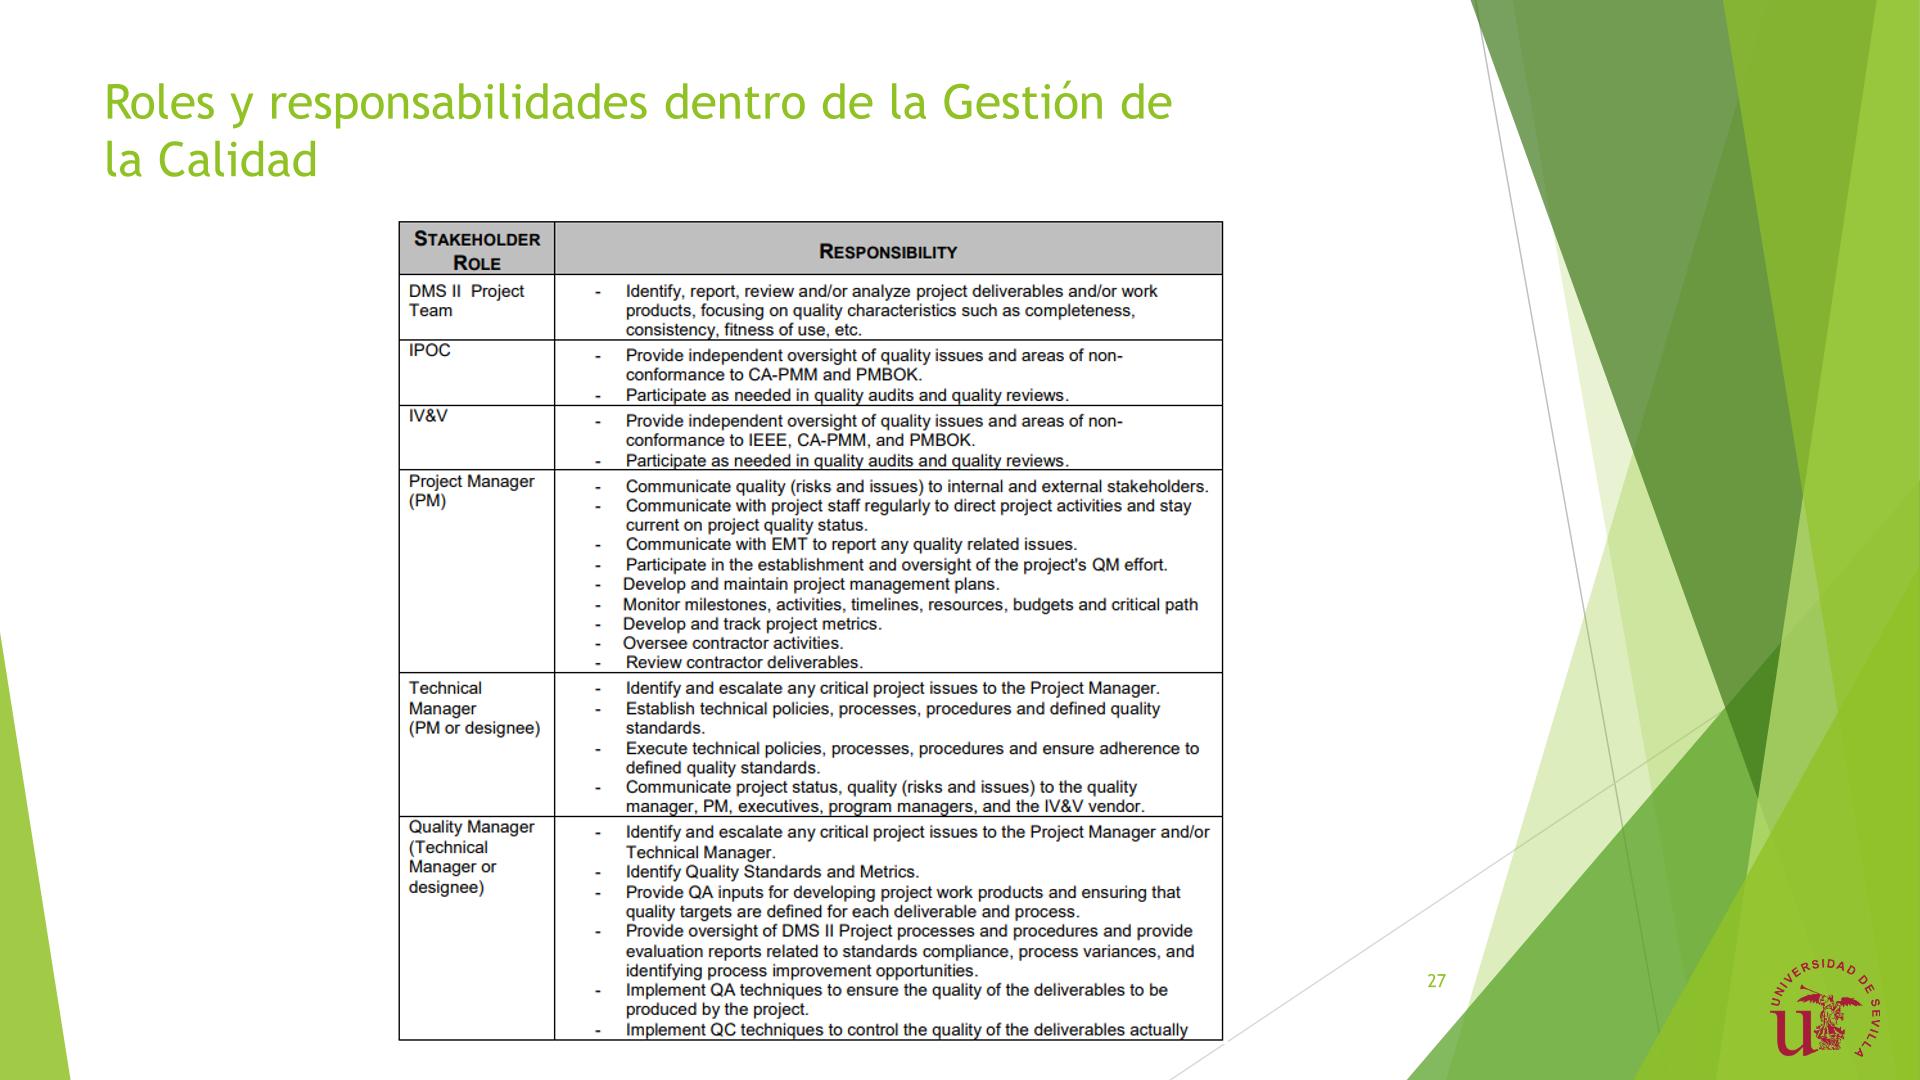 Roles y responsabilidades dentro de la Gestión de
la Calidad
STAKEHOLDER
ROLE
RESPONSIBILITY
DMS II Project
Team
- Identify, report, review and/or analyze project deliverables and/or work
products, focusing on quality characteristics such as completeness,
consistency, fitness of use, etc.
IPOC
- Provide independent oversight of quality issues and areas of non-
conformance to CA-PMM and PMBOK.
- Participate as needed in quality audits and quality reviews.
IV&V
- Provide independent oversight of quality issues and areas of non-
conformance to IEEE, CA-PMM, and PMBOK.
- Participate as needed in quality audits and quality reviews.
Project Manager
(PM)
- Communicate quality (risks and issues) to internal and external stakeholders.
- Communicate with project staff regularly to direct project activities and stay
current on project quality status.
- Communicate with EMT to report any quality related issues.
- Participate in the establishment and oversight of the project's QM effort.
- Develop and maintain project management plans.
- Monitor milestones, activities, timelines, resources, budgets and critical path
- Develop and track project metrics.
- Oversee contractor activities.
- Review contractor deliverables.
Technical
Manager
(PM or designee)
- Identify and escalate any critical project issues to the Project Manager.
- Establish technical policies, processes, procedures and defined quality
standards.
- Execute technical policies, processes, procedures and ensure adherence to
defined quality standards.
- Communicate project status, quality (risks and issues) to the quality
manager, PM, executives, program managers, and the IV&V vendor.
Quality Manager
(Technical
Manager or
designee)
- Identify and escalate any critical project issues to the Project Manager and/or
Technical Manager.
- Identify Quality Standards and Metrics.
- Provide QA inputs for developing project work products and ensuring that
quality targets are defined for each deliverable and process.
- Provide oversight of DMS II Project processes and procedures and provide
evaluation reports related to standards compliance, process variances, and
identifying process improvement opportunities.
- Implement QA techniques to ensure the quality of the deliverables to be
produced by the project.
- Implement QC techniques to control the quality of the deliverables actually
27
UNIVERSIDAD DE SEVILLA